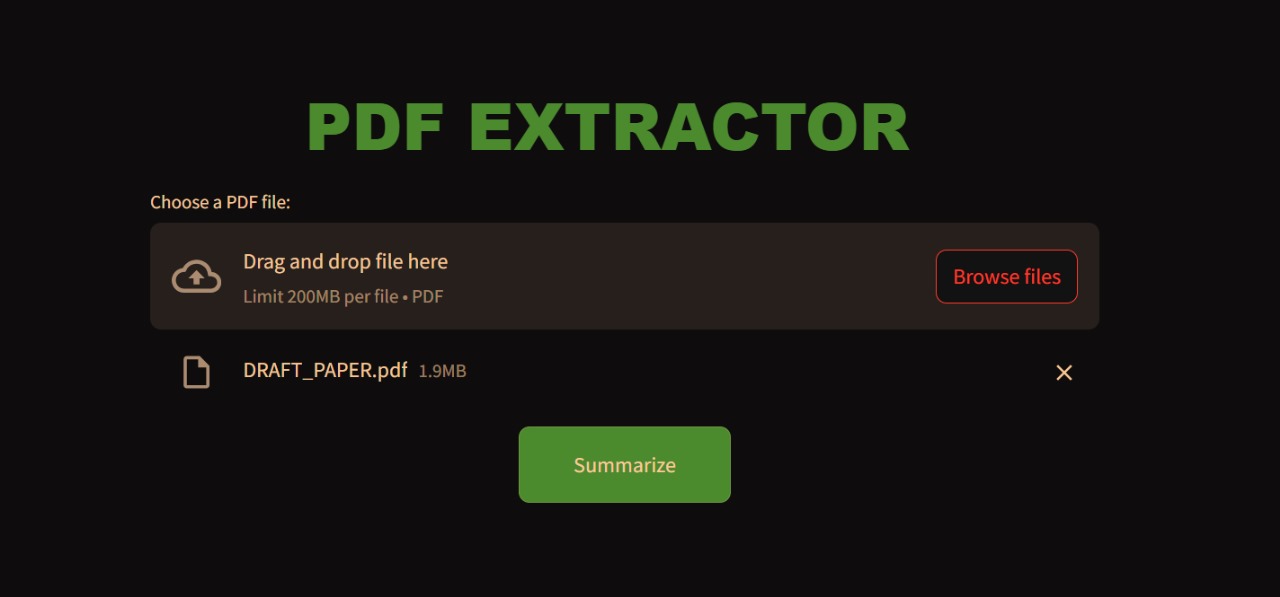 PDF EXTRACTOR
Choose a PDF file:
Drag and drop file here
Limit 200MB per file • PDF
Browse files
DRAFT_PAPER.pdf 1.9MB
Summarize